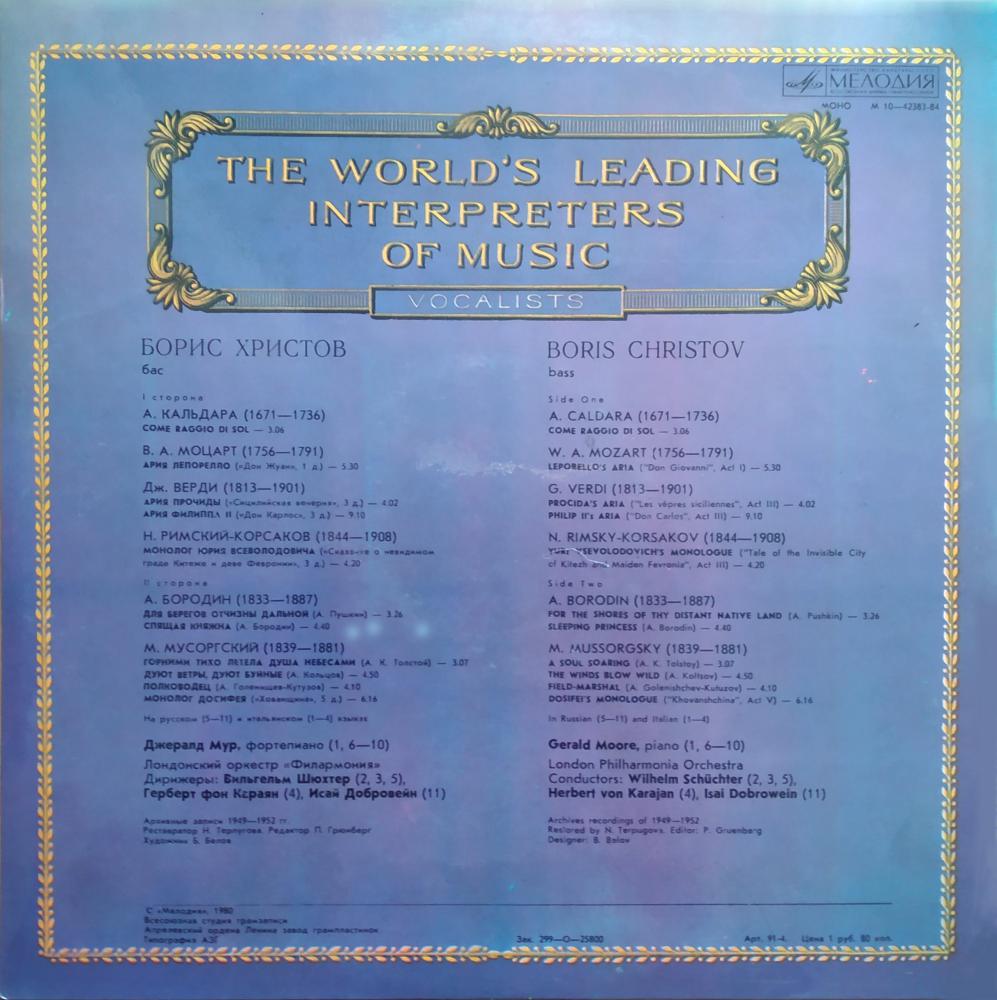 МЕЛОДИЯ
МОНО М 10—42383-84
THE WORLD'S LEADING
INTERPRETERS
OF MUSIC
VOCALISTS
БОРИС ХРИСТОВ
бас
I сторона
А. КАЛЬДАРА (1671—1736)
COME RAGGIO DI SOL — 3.06
В. А. МОЦАРТ (1756—1791)
АРИЯ ЛЕПОРЕЛЛО («Дон Жуан», 1 д.) — 5.30
Дж. ВЕРДИ (1813—1901)
АРИЯ ПРОЧИДЫ («Сицилийская вечерня», 3 д.) — 4.02
АРИЯ ФИЛИППА II («Дон Карлос», 3 д.) — 9.10
Н. РИМСКИЙ-КОРСАКОВ (1844—1908)
МОНОЛОГ ЮРИЯ ВСЕВОЛОДОВИЧА («Сказание о невидимом
граде Китеже и деве Февронии», 3 д.) — 4.20
II сторона
А. БОРОДИН (1833—1887)
ДЛЯ БЕРЕГОВ ОТЧИЗНЫ ДАЛЬНОЙ (А. Пушкин) — 3.26
СПЯЩАЯ КНЯЖНА (А. Бородин) — 4.40
М. МУСОРГСКИЙ (1839—1881)
ГОРНИМИ ТИХО ЛЕТЕЛА ДУША НЕБЕСАМИ (А. К. Толстой) — 3.07
ДУЮТ ВЕТРЫ, ДУЮТ БУЙНЫЕ (А. Кольцов) — 4.50
ПОЛКОВОДЕЦ (А. Голенищев-Кутузов) — 4.10
МОНОЛОГ ДОСИФЕЯ («Хованщина», 5 д.) — 6.16
На русском (5—11) и итальянском (1—4) языках
Джералд Мур, фортепиано (1, 6—10)
Лондонский оркестр «Филармония»
Дирижеры: Вильгельм Шюхтер (2, 3, 5),
Герберт фон Караян (4), Исай Добровейн (11)
Архивные записи 1949—1952 гг.
Реставратор Н. Терпугова. Редактор П. Грюнберг
Художник Б. Белов
BORIS CHRISTOV
bass
Side One
A. CALDARA (1671—1736)
COME RAGGIO DI SOL — 3.06
W. A. MOZART (1756—1791)
LEPORELLO'S ARIA ("Don Giovanni", Act I) — 5.30
G. VERDI (1813—1901)
PROCIDA'S ARIA ("Les vêpres siciliennes", Act III) — 4.02
PHILIP II's ARIA ("Don Carlos", Act III) — 9.10
N. RIMSKY-KORSAKOV (1844—1908)
YURI VSEVOLODOVICH'S MONOLOGUE ("Tale of the Invisible City
of Kitezh and Maiden Fevronia", Act III) — 4.20
Side Two
A. BORODIN (1833—1887)
FOR THE SHORES OF THY DISTANT NATIVE LAND (A. Pushkin) — 3.26
SLEEPING PRINCESS (A. Borodin) — 4.40
M. MUSSORGSKY (1839—1881)
A SOUL SOARING (A. K. Tolstoy) — 3.07
THE WINDS BLOW WILD (A. Koltsov) — 4.50
FIELD-MARSHAL (A. Golenishchev-Kutuzov) — 4.10
DOSIFEI'S MONOLOGUE ("Khovanshchina", Act V) — 6.16
In Russian (5—11) and Italian (1—4)
Gerald Moore, piano (1, 6—10)
London Philharmonia Orchestra
Conductors: Wilhelm Schüchter (2, 3, 5),
Herbert von Karajan (4), Isai Dobrowein (11)
Archives recordings of 1949—1952
Restored by N. Terpugova. Editor: P. Gruenberg
Designer: B. Belov
С «Мелодия», 1980
Всесоюзная студия грамзаписи
Апрелевский ордена Ленина завод грампластинок
Типография АЗГ
Зак. 299—О—25800
Арт. 91-4. Цена 1 руб. 80 коп.